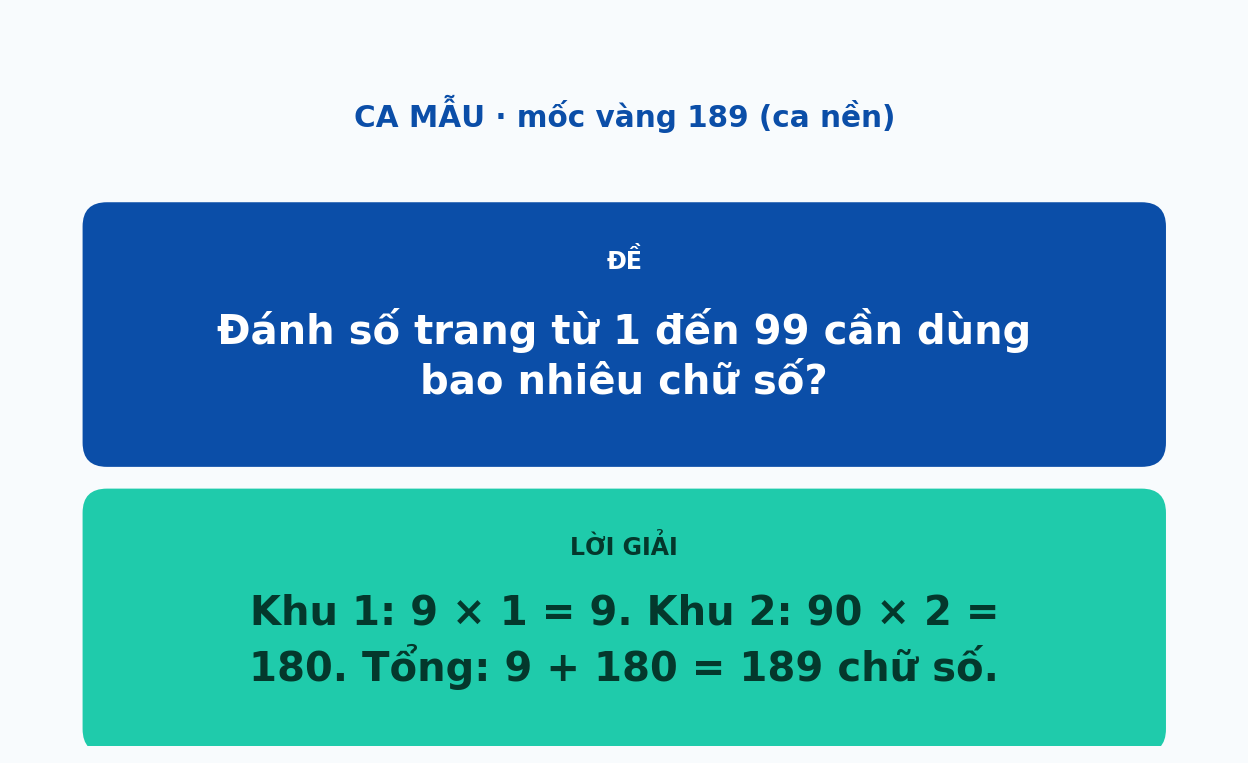 CA MẪU · mốc vàng 189 (ca nền)
ĐỀ
Đánh số trang từ 1 đến 99 cần dùng
bao nhiêu chữ số?
LỜI GIẢI
Khu 1: 9 × 1 = 9. Khu 2: 90 × 2 =
180. Tổng: 9 + 180 = 189 chữ số.